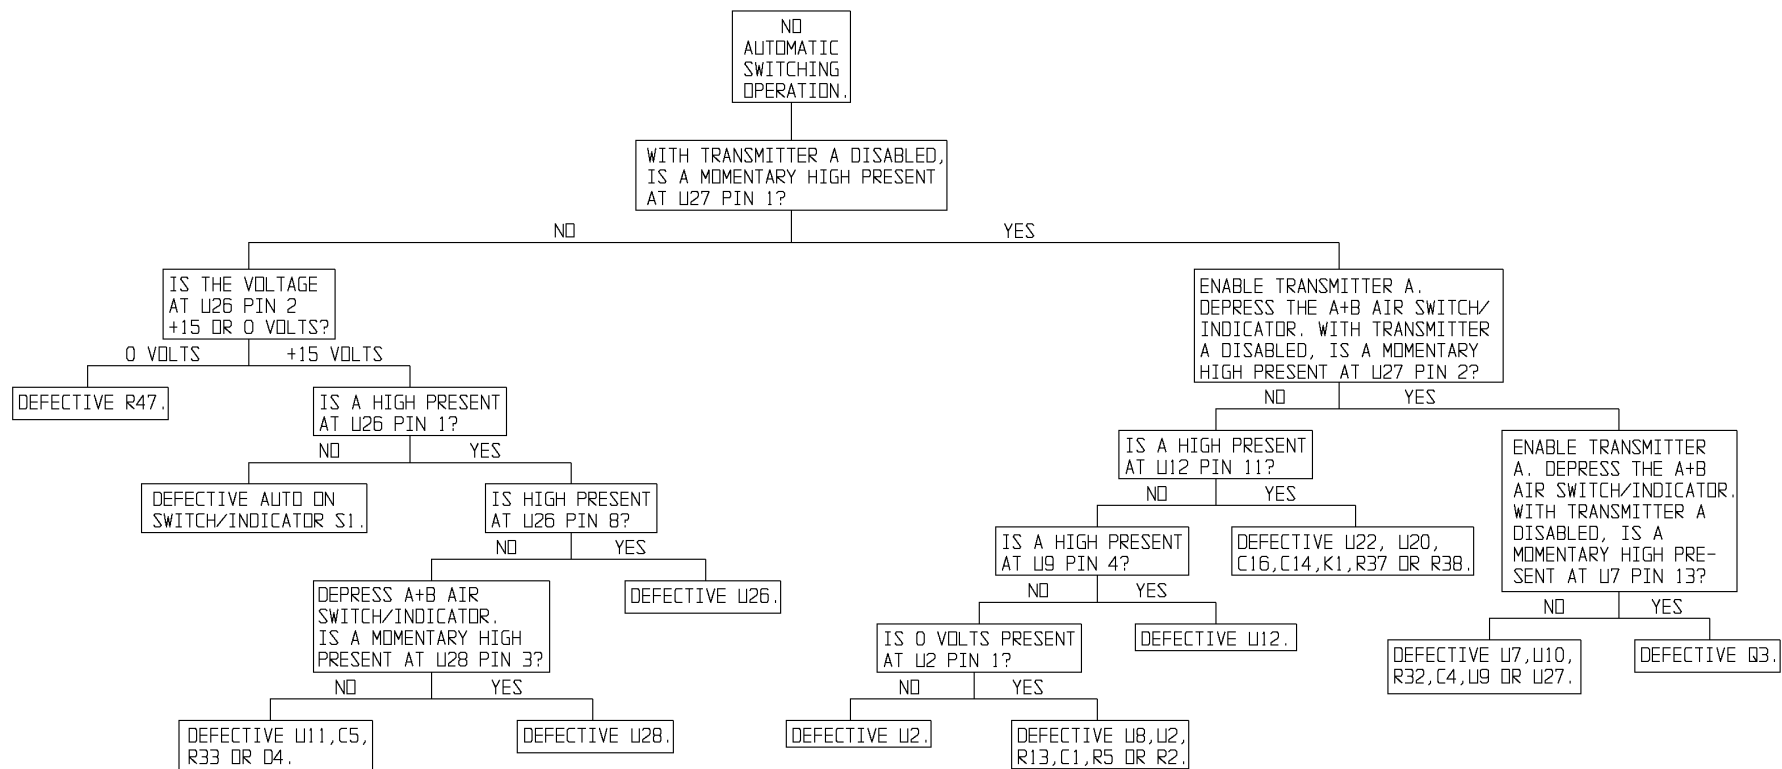 NO
AUTOMATIC
SWITCHING
OPERATION.
WITH TRANSMITTER A DISABLED,
IS A MOMENTARY HIGH PRESENT
AT U27 PIN 1?
NO
YES
IS THE VOLTAGE
AT U26 PIN 2
+15 OR 0 VOLTS?
0 VOLTS
+15 VOLTS
DEFECTIVE R47.
IS A HIGH PRESENT
AT U26 PIN 1?
NO
YES
DEFECTIVE AUTO ON
SWITCH/INDICATOR S1.
IS HIGH PRESENT
AT U26 PIN 8?
NO
YES
DEPRESS A+B AIR
SWITCH/INDICATOR.
IS A MOMENTARY HIGH
PRESENT AT U28 PIN 3?
DEFECTIVE U26.
NO
YES
DEFECTIVE U11,C5,
R33 OR D4.
DEFECTIVE U28.
ENABLE TRANSMITTER A.
DEPRESS THE A+B AIR SWITCH/
INDICATOR. WITH TRANSMITTER
A DISABLED, IS A MOMENTARY
HIGH PRESENT AT U27 PIN 2?
NO
YES
IS A HIGH PRESENT
AT U12 PIN 11?
NO
YES
IS A HIGH PRESENT
AT U9 PIN 4?
DEFECTIVE U22, U20,
C16,C14,K1,R37 OR R38.
NO
YES
IS 0 VOLTS PRESENT
AT U2 PIN 1?
DEFECTIVE U12.
NO
YES
DEFECTIVE U2.
DEFECTIVE U8,U2,
R13,C1,R5 OR R2.
ENABLE TRANSMITTER
A. DEPRESS THE A+B
AIR SWITCH/INDICATOR.
WITH TRANSMITTER A
DISABLED, IS A
MOMENTARY HIGH PRE-
SENT AT U7 PIN 13?
NO
YES
DEFECTIVE U7,U10,
R32,C4,U9 OR U27.
DEFECTIVE Q3.